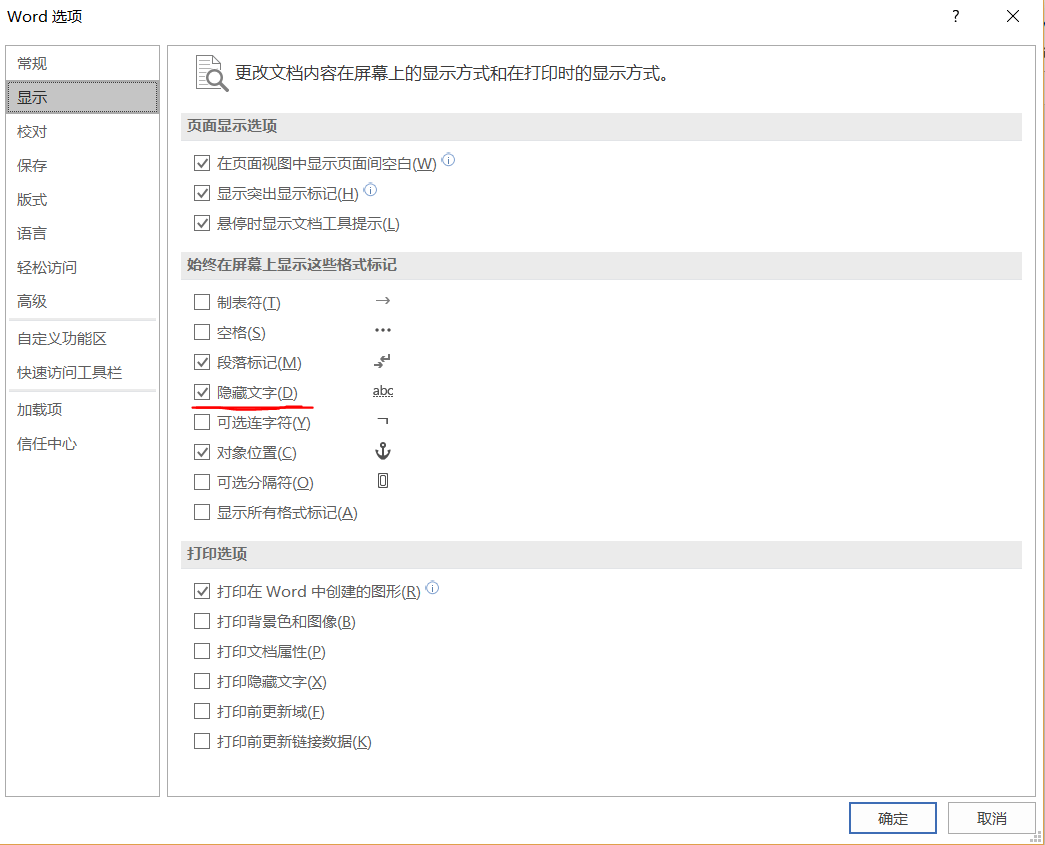 Word 选项
?
常规
显示
校对
保存
版式
语言
轻松访问
高级
自定义功能区
快速访问工具栏
加载项
信任中心
更改文档内容在屏幕上的显示方式和在打印时的显示方式。
页面显示选项
在页面视图中显示页面间空白(W)
显示突出显示标记(H)
悬停时显示文档工具提示(L)
始终在屏幕上显示这些格式标记
制表符(T) →
空格(S) ···
段落标记(M)
隐藏文字(D) abc
可选连字符(Y) ¬
对象位置(C)
可选分隔符(O)
显示所有格式标记(A)
打印选项
打印在 Word 中创建的图形(R)
打印背景色和图像(B)
打印文档属性(P)
打印隐藏文字(X)
打印前更新域(F)
打印前更新链接数据(K)
确定 取消